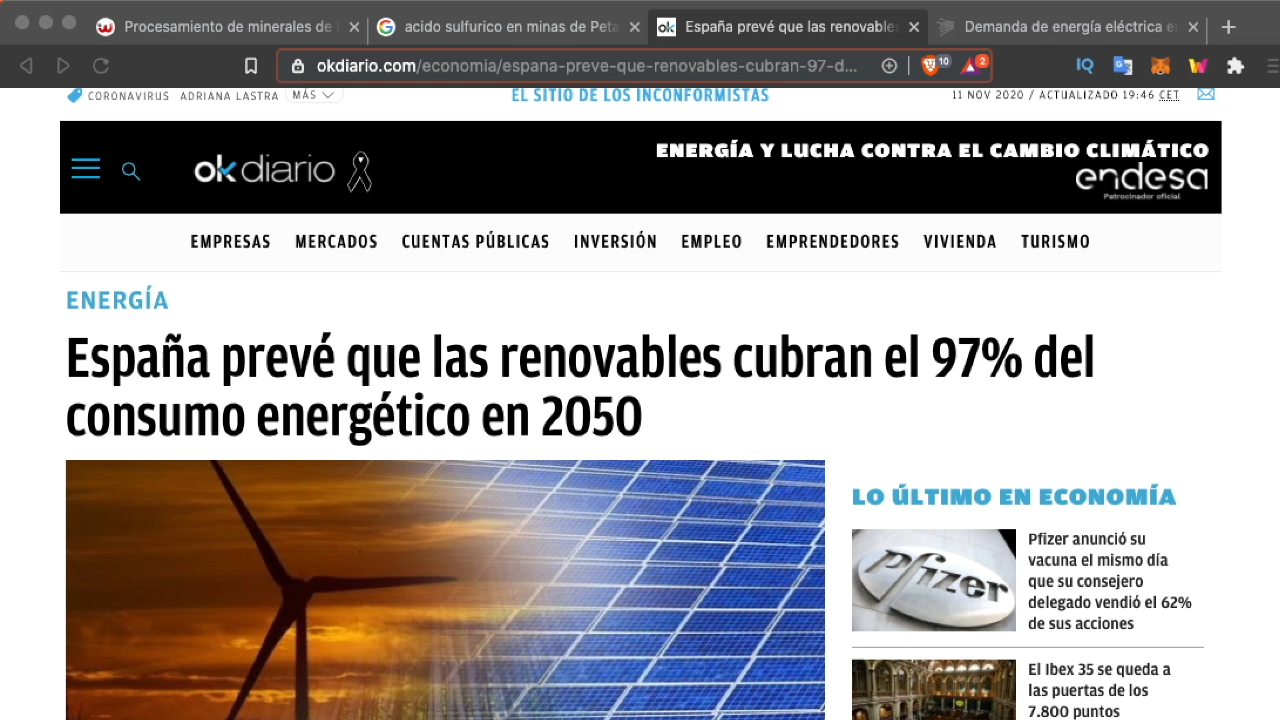 Procesamiento de minerales de
acido sulfurico en minas de Peta
España prevé que las renovables
Demanda de energía eléctrica e
okdiario.com/economia/espana-preve-que-renovables-cubran-97-d...
10
2
IQ
CORONAVIRUS ADRIANA LASTRA MÁS
EL SITIO DE LOS INCONFORMISTAS
11 NOV 2020 / ACTUALIZADO 19:46 CET
okdiario
ENERGÍA Y LUCHA CONTRA EL CAMBIO CLIMÁTICO
endesa
Patrocinador oficial
EMPRESAS MERCADOS CUENTAS PÚBLICAS INVERSIÓN EMPLEO EMPRENDEDORES VIVIENDA TURISMO
ENERGÍA
España prevé que las renovables cubran el 97% del
consumo energético en 2050
LO ÚLTIMO EN ECONOMÍA
Pfizer
Pfizer anunció su
vacuna el mismo día
que su consejero
delegado vendió el 62%
de sus acciones
El Ibex 35 se queda a
las puertas de los
7.800 puntos